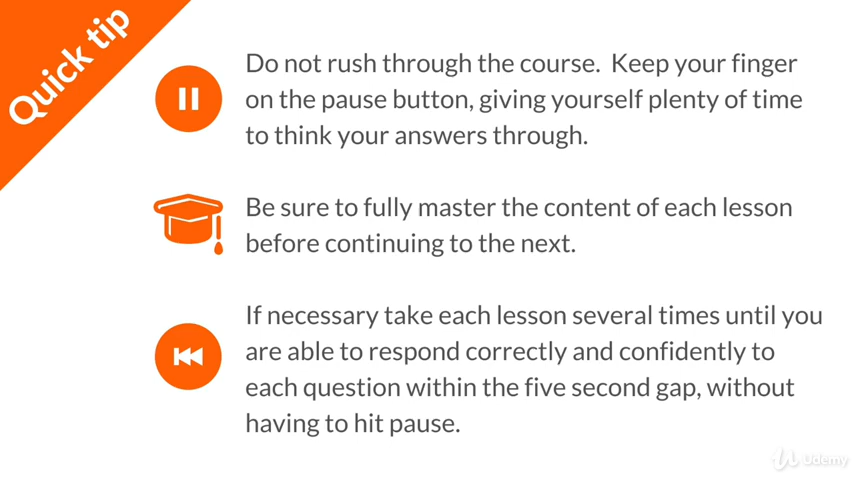 Quick tip
Do not rush through the course.  Keep your finger
on the pause button, giving yourself plenty of time
to think your answers through.
Be sure to fully master the content of each lesson
before continuing to the next.
If necessary take each lesson several times until you
are able to respond correctly and confidently to
each question within the five second gap, without
having to hit pause.
Udemy